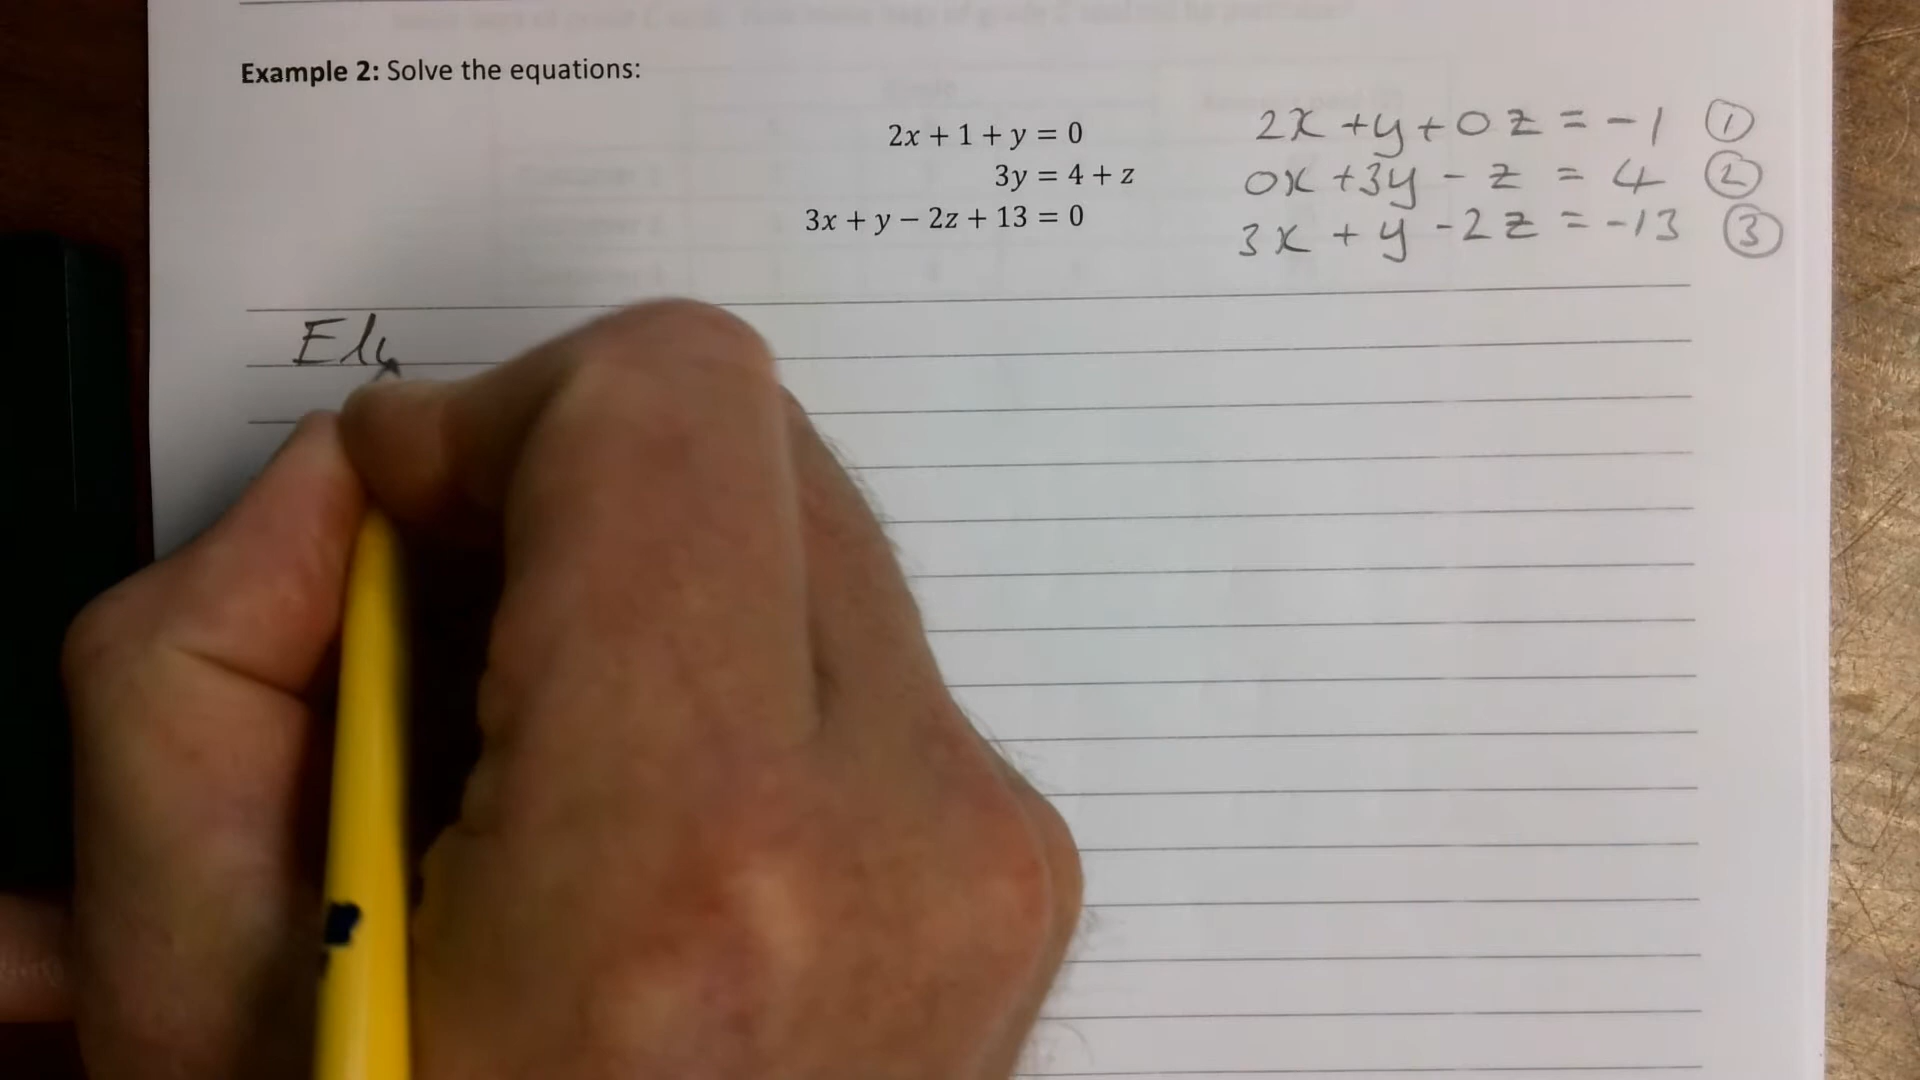 Example 2: Solve the equations:
2x + 1 + y = 0
3y = 4 + z
3x + y − 2z + 13 = 0
2x + y + 0z = -1 ①
0x + 3y - z = 4 ②
3x + y - 2z = -13 ③